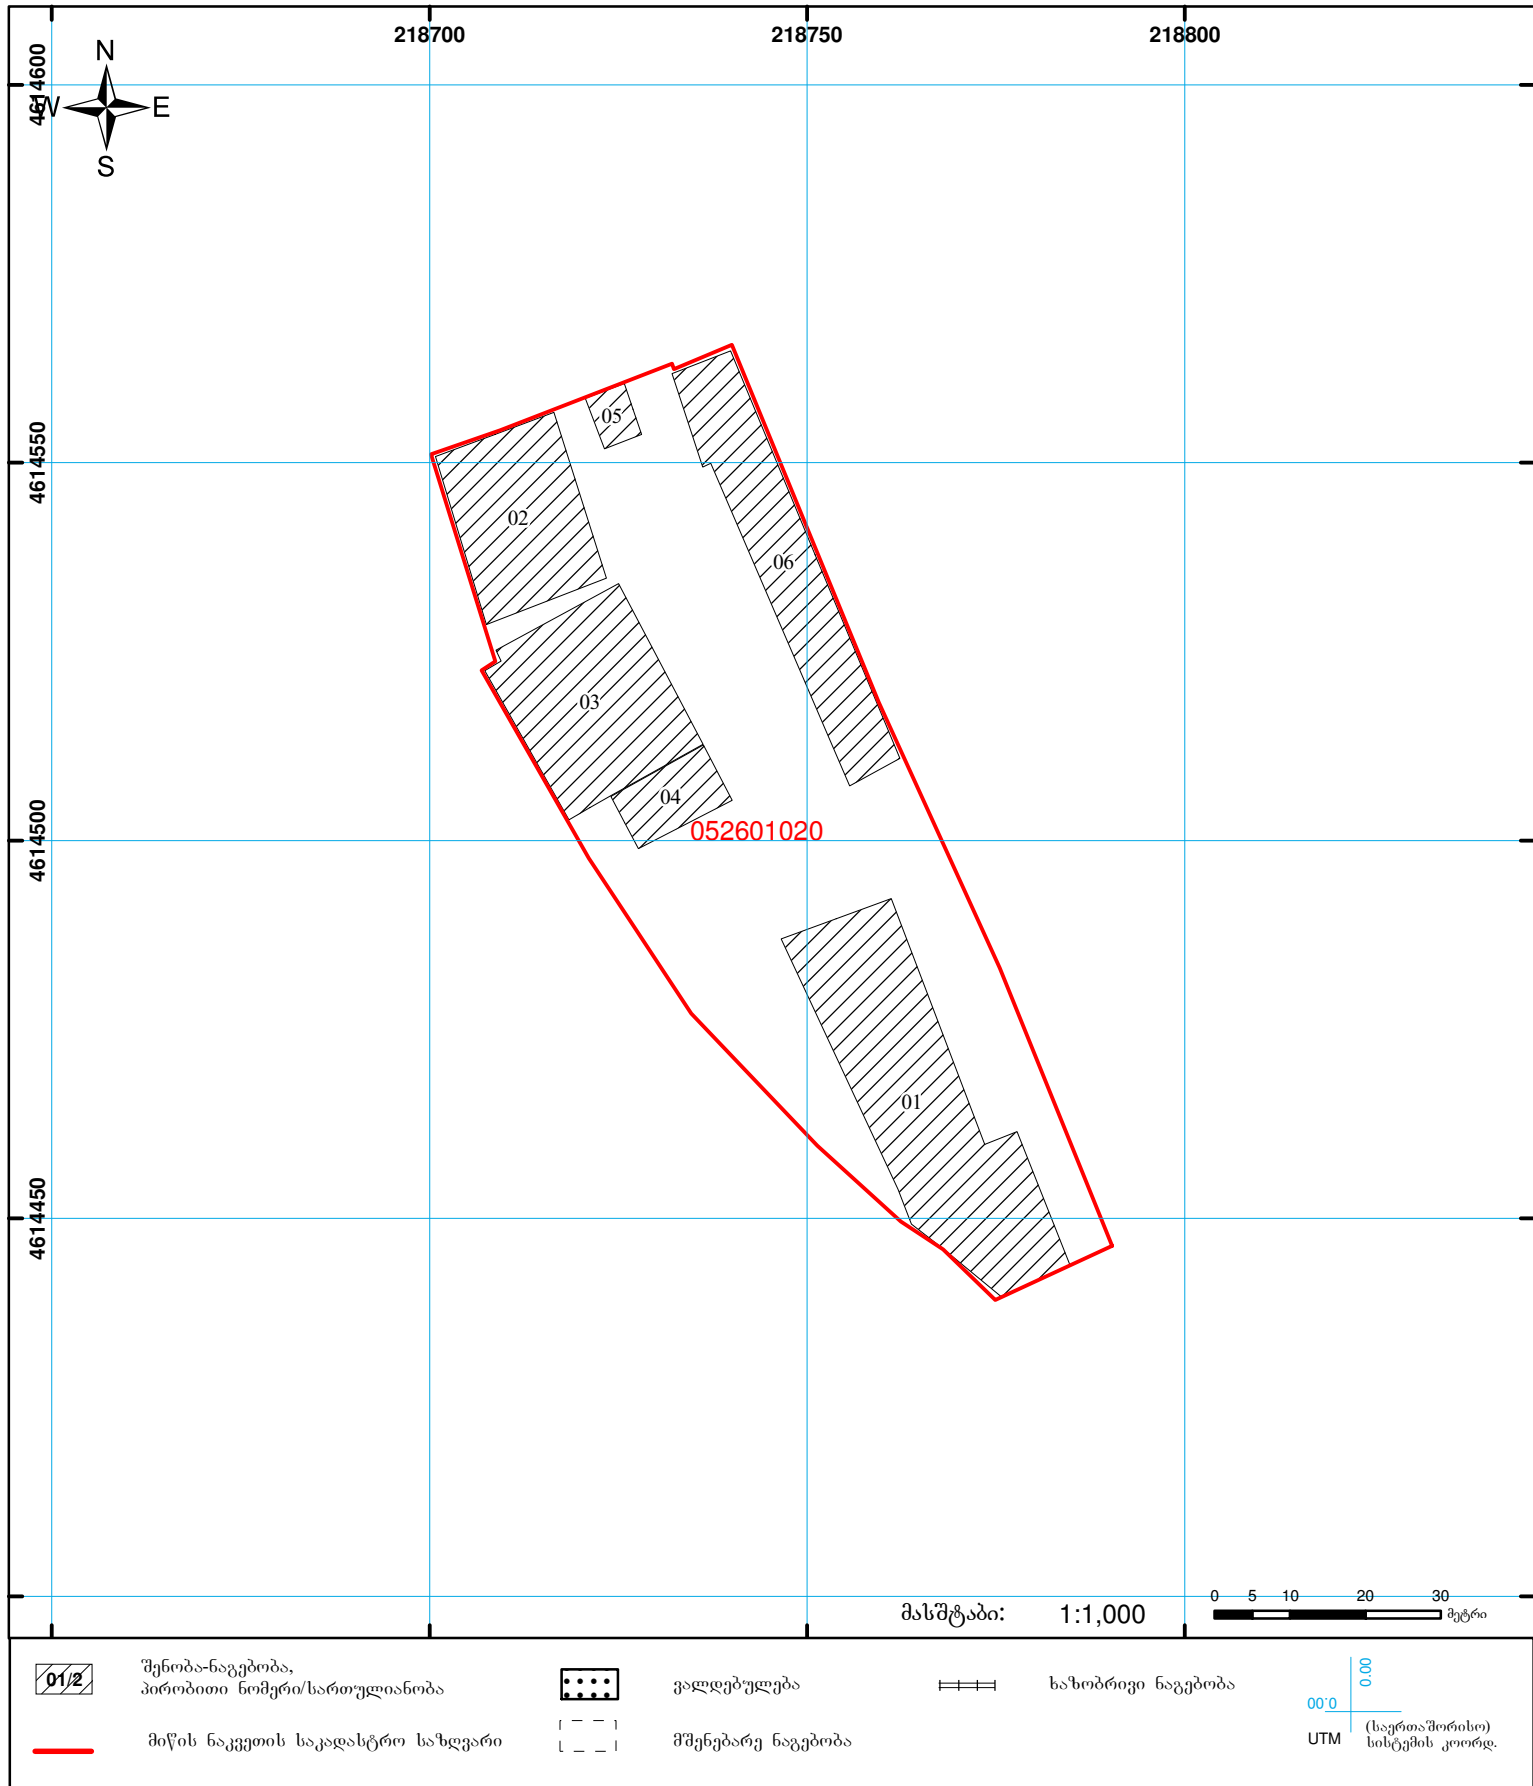 218700 218750 218800
4614600
N
W E
S
05
4614550
02
06
03
04
4614500
052601020
01
4614450
მასშტაბი: 1:1,000
0 5 10 20 30
მეტრი
01/2
შენობა-ნაგებობა,
პირობითი ნომერი/სართულიანობა
ვალდებულება
ხაზობრივი ნაგებობა
00.0
00.0
მიწის ნაკვეთის საკადასტრო საზღვარი
მშენებარე ნაგებობა
UTM
(საერთაშორისო)
სისტემის კოორდ.